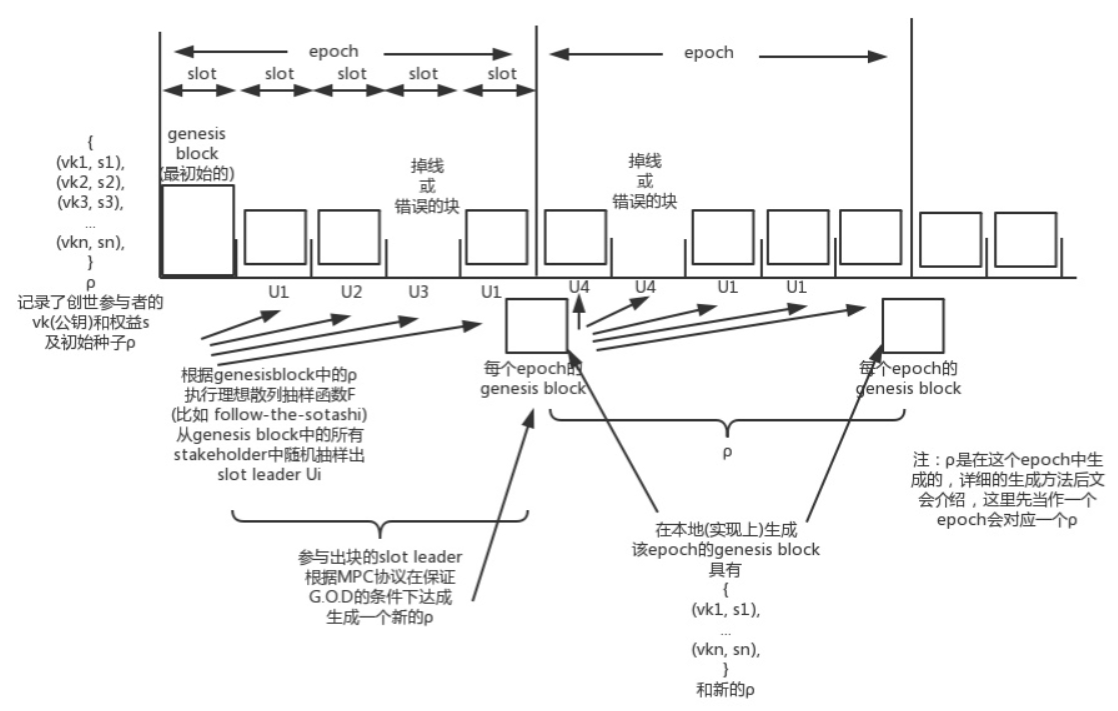 epoch
epoch
slot
slot
slot
slot
slot
genesis
block
(最初始的)
掉线
或
错误的块
掉线
或
错误的块
{
(vk1, s1),
(vk2, s2),
(vk3, s3),
...
(vkn, sn),
}
ρ
记录了创世参与者的
vk(公钥)和权益s
及初始种子ρ
U1
U2
U3
U1
U4
U4
U1
U1
根据genesisblock中的ρ
执行理想散列抽样函数F
(比如 follow-the-sotashi)
从genesis block中的所有
stakeholder中随机抽样出
slot leader Ui
每个epoch的
genesis block
每个epoch的
genesis block
ρ
注：ρ是在这个epoch中生
成的，详细的生成方法后文
会介绍，这里先当作一个
epoch会对应一个ρ
参与出块的slot leader
根据MPC协议在保证
G.O.D的条件下达成
生成一个新的ρ
在本地(实现上)生成
该epoch的genesis block
具有
{
(vk1, s1),
...
(vkn, sn),
}
和新的ρ